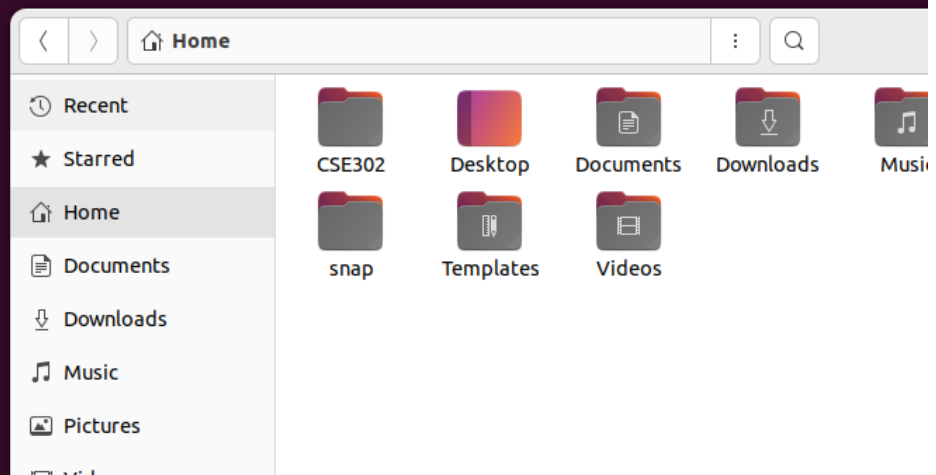 Home
Recent
Starred
Home
Documents
Downloads
Music
Pictures
CSE302
Desktop
Documents
Downloads
snap
Templates
Videos